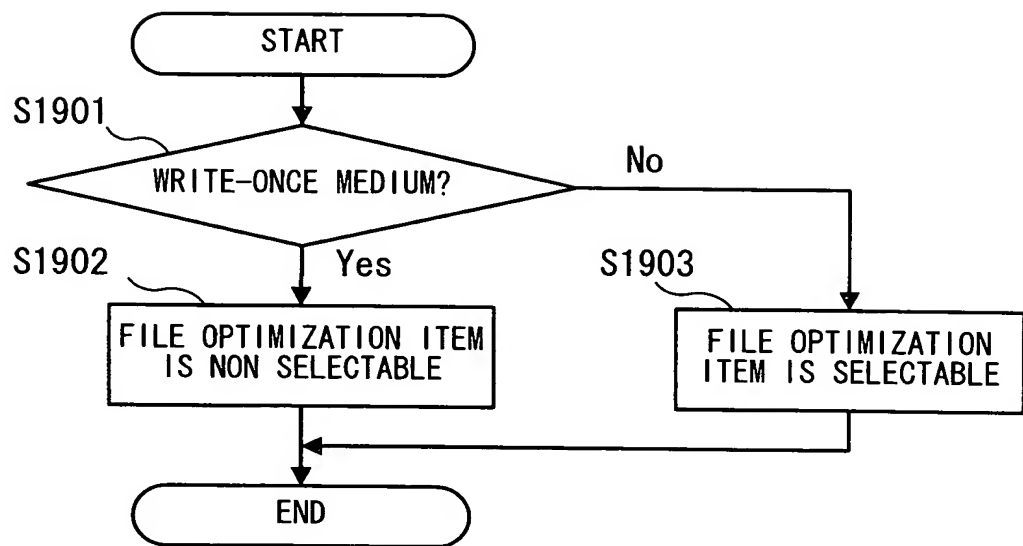 START
S1901
WRITE-ONCE MEDIUM?
No
S1902
Yes
S1903
FILE OPTIMIZATION ITEM
IS NON SELECTABLE
FILE OPTIMIZATION
ITEM IS SELECTABLE
END